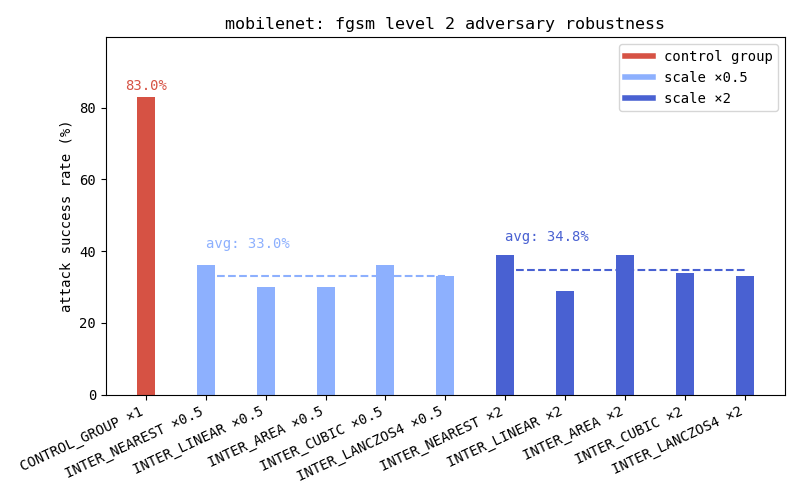 mobilenet: fgsm level 2 adversary robustness
attack success rate (%)
80
60
40
20
0
83.0%
avg: 33.0%
avg: 34.8%
control group
scale ×0.5
scale ×2
CONTROL_GROUP ×1
INTER_NEAREST ×0.5
INTER_LINEAR ×0.5
INTER_AREA ×0.5
INTER_CUBIC ×0.5
INTER_LANCZOS4 ×0.5
INTER_NEAREST ×2
INTER_LINEAR ×2
INTER_AREA ×2
INTER_CUBIC ×2
INTER_LANCZOS4 ×2